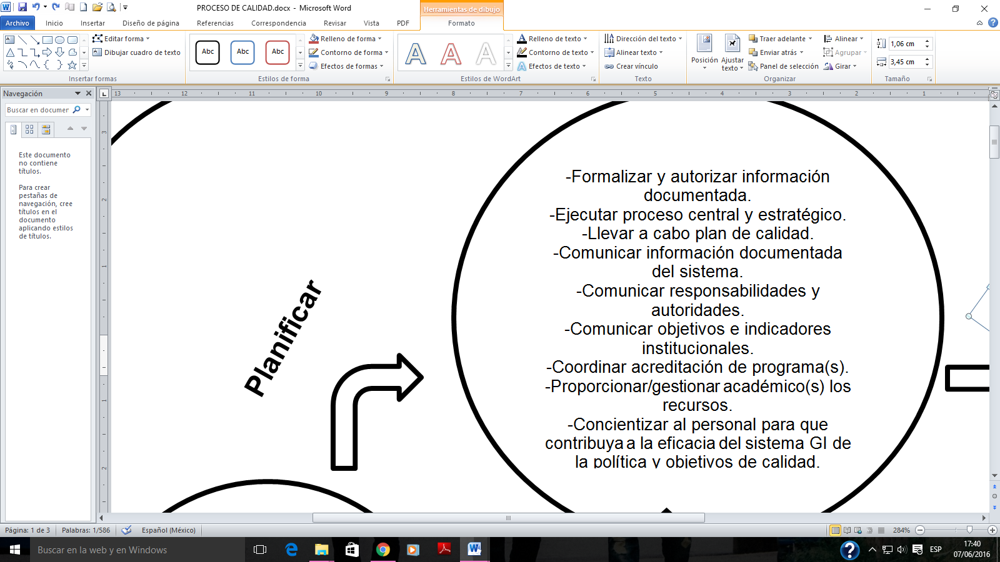 PROCESO DE CALIDAD.docx - Microsoft Word
Herramientas de dibujo
Archivo Inicio Insertar Diseño de página Referencias Correspondencia Revisar Vista PDF Formato
Editar forma
Dibujar cuadro de texto
Insertar formas
Abc Abc Abc
Relleno de forma
Contorno de forma
Efectos de formas
Estilos de forma
A A A
Relleno de texto
Contorno de texto
Efectos de texto
Estilos de WordArt
Dirección del texto
Alinear texto
Crear vínculo
Texto
Posición
Ajustar
texto
Traer adelante
Enviar atrás
Panel de selección
Alinear
Agrupar
Girar
Organizar
1,06 cm
3,45 cm
Tamaño
Navegación
Buscar en documer
Este documento
no contiene
títulos.
Para crear
pestañas de
navegación, cree
títulos en el
documento
aplicando estilos
de títulos.
13 12 11 10 9 8 7 6 5 4 3 2 1
3
2
1
1
2
Planificar
-Formalizar y autorizar información
documentada.
-Ejecutar proceso central y estratégico.
-Llevar a cabo plan de calidad.
-Comunicar información documentada
del sistema.
-Comunicar responsabilidades y
autoridades.
-Comunicar objetivos e indicadores
institucionales.
-Coordinar acreditación de programa(s).
-Proporcionar/gestionar académico(s) los
recursos.
-Concientizar al personal para que
contribuya a la eficacia del sistema GI de
la política y objetivos de calidad.
Página: 1 de 3 Palabras: 1/586 Español (México) 284%
Buscar en la web y en Windows
ESP
17:40
07/06/2016